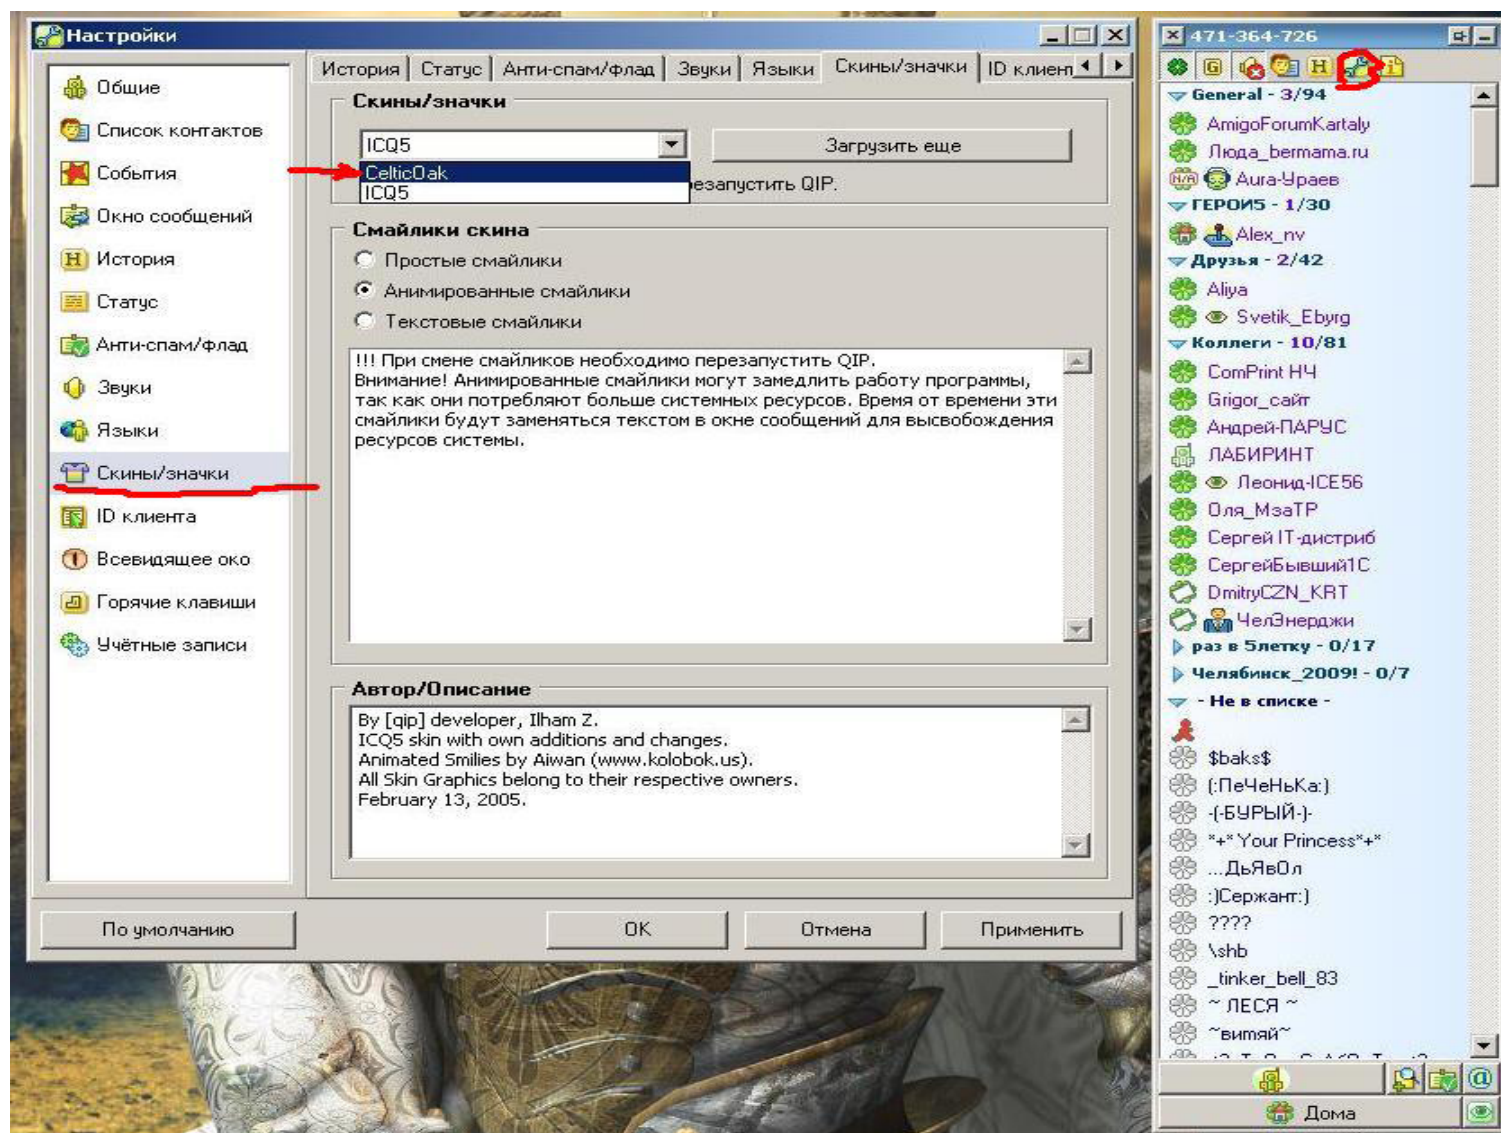 Настройки
История
Статус
Анти-спам/флад
Звуки
Языки
Скины/значки
ID клиент
Общие
Список контактов
События
Окно сообщений
История
Статус
Анти-спам/флад
Звуки
Языки
Скины/значки
ID клиента
Всевидящее око
Горячие клавиши
Учётные записи
Скины/значки
ICQ5
Загрузить еще
CelticOak
ICQ5
езапустить QIP.
Смайлики скина
Простые смайлики
Анимированные смайлики
Текстовые смайлики
!!! При смене смайликов необходимо перезапустить QIP.
Внимание! Анимированные смайлики могут замедлить работу программы,
так как они потребляют больше системных ресурсов. Время от времени эти
смайлики будут заменяться текстом в окне сообщений для высвобождения
ресурсов системы.
Автор/Описание
By [qip] developer, Ilham Z.
ICQ5 skin with own additions and changes.
Animated Smilies by Aiwan (www.kolobok.us).
All Skin Graphics belong to their respective owners.
February 13, 2005.
По умолчанию
OK
Отмена
Применить
471-364-726
General - 3/94
AmigoForumKartaly
Люда_bermama.ru
N/A Aura-Ураев
ГЕРОИ5 - 1/30
Alex_nv
Друзья - 2/42
Aliya
Svetik_Ebyrg
Коллеги - 10/81
ComPrint НЧ
Grigor_сайт
Андрей-ПАРУС
ЛАБИРИНТ
Леонид-ICE56
Оля_МзаТР
Сергей IT-дистриб
СергейБывший1С
DmitryCZN_KRT
ЧелЭнерджи
раз в 5летку - 0/17
Челябинск_2009! - 0/7
- Не в списке -
$baks$
(:ПеЧеНьКа:)
-(-БУРЫЙ-)-
*+* Your Princess*+*
...ДьЯвОл
:)Сержант:)
????
\shb
_tinker_bell_83
~ ЛЕСЯ ~
~витяй~
Дома